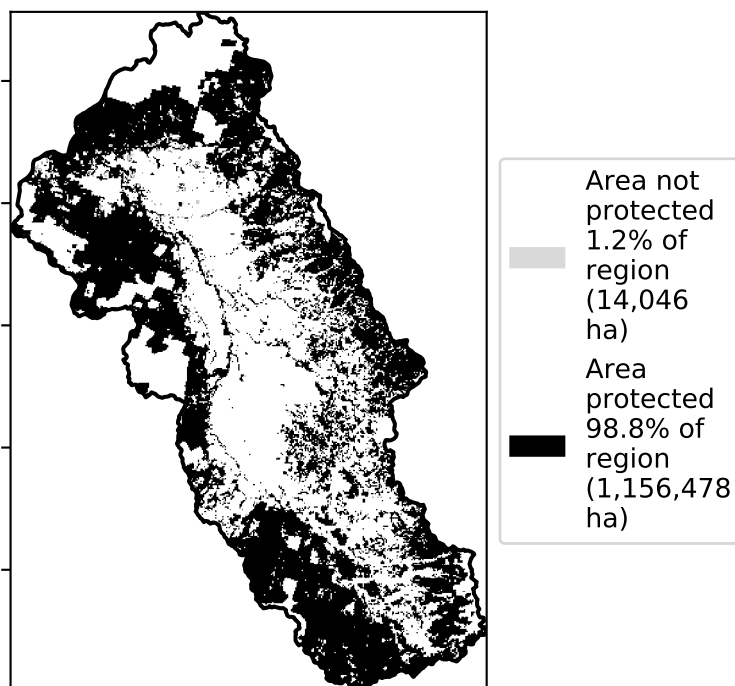 Area not
protected
1.2% of
region
(14,046
ha)
Area
protected
98.8% of
region
(1,156,478
ha)